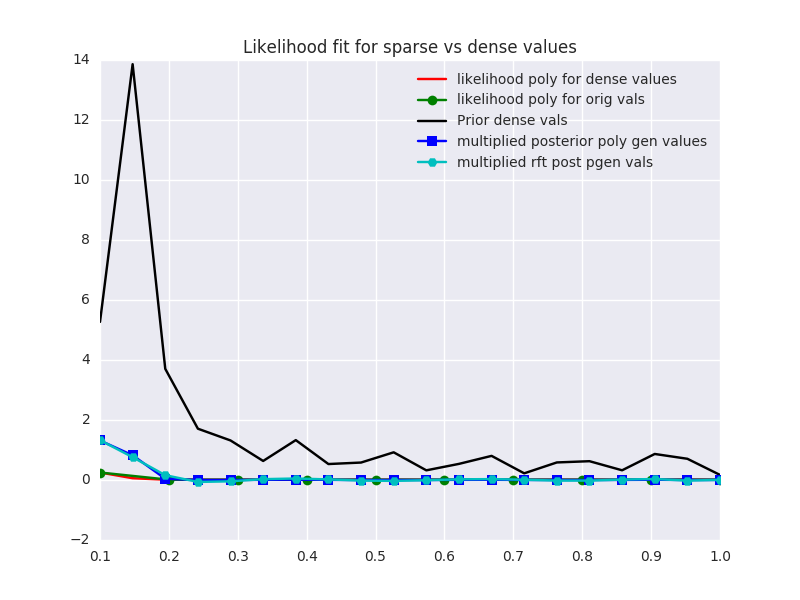 Likelihood fit for sparse vs dense values
14
12
10
8
6
4
2
0
−2
likelihood poly for dense values
likelihood poly for orig vals
Prior dense vals
multiplied posterior poly gen values
multiplied rft post pgen vals
0.1 0.2 0.3 0.4 0.5 0.6 0.7 0.8 0.9 1.0